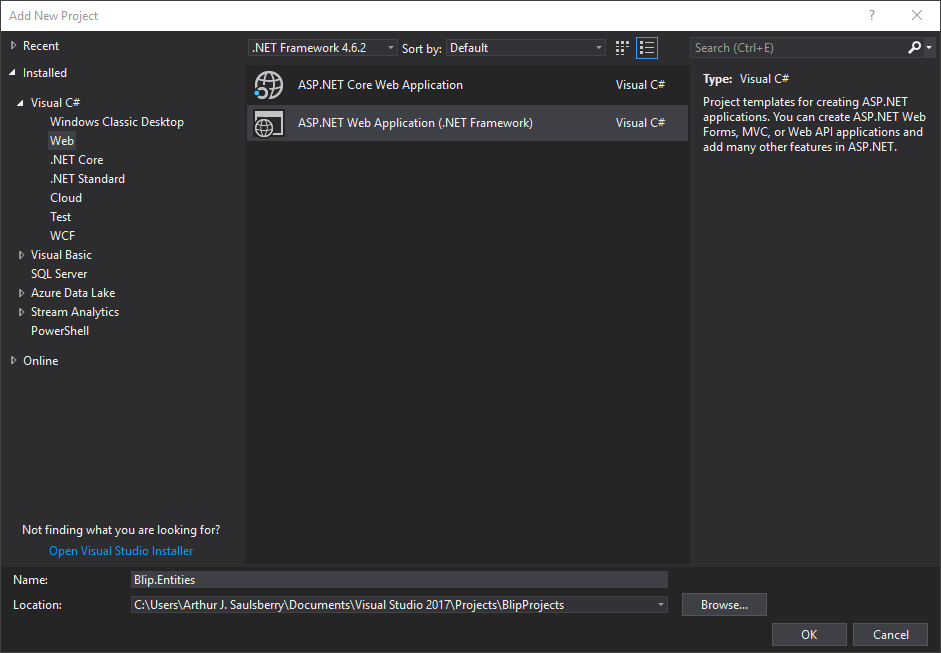 Add New Project
?
Recent
Installed
Visual C#
Windows Classic Desktop
Web
.NET Core
.NET Standard
Cloud
Test
WCF
Visual Basic
SQL Server
Azure Data Lake
Stream Analytics
PowerShell
Online
Not finding what you are looking for?
Open Visual Studio Installer
.NET Framework 4.6.2 Sort by: Default
ASP.NET Core Web Application Visual C#
ASP.NET Web Application (.NET Framework) Visual C#
Search (Ctrl+E)
Type: Visual C#
Project templates for creating ASP.NET
applications. You can create ASP.NET Web
Forms, MVC, or Web API applications and
add many other features in ASP.NET.
Name: Blip.Entities
Location: C:\Users\Arthur J. Saulsberry\Documents\Visual Studio 2017\Projects\BlipProjects Browse...
OK Cancel